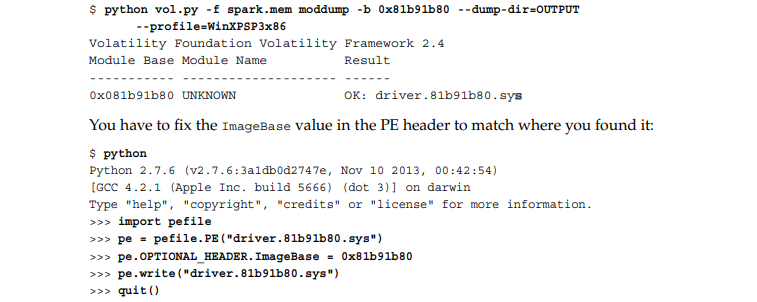 $ python vol.py -f spark.mem moddump -b 0x81b91b80 --dump-dir=OUTPUT
--profile=WinXPSP3x86
Volatility Foundation Volatility Framework 2.4
Module Base Module Name Result
----------- -------------------- ------
0x081b91b80 UNKNOWN OK: driver.81b91b80.sys
You have to fix the ImageBase value in the PE header to match where you found it:
$ python
Python 2.7.6 (v2.7.6:3a1db0d2747e, Nov 10 2013, 00:42:54)
[GCC 4.2.1 (Apple Inc. build 5666) (dot 3)] on darwin
Type "help", "copyright", "credits" or "license" for more information.
>>> import pefile
>>> pe = pefile.PE("driver.81b91b80.sys")
>>> pe.OPTIONAL_HEADER.ImageBase = 0x81b91b80
>>> pe.write("driver.81b91b80.sys")
>>> quit()